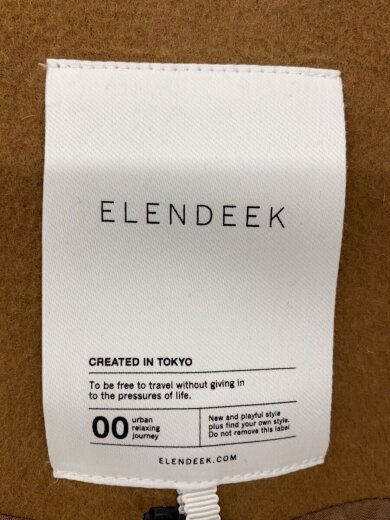 ELENDEEK
CREATED IN TOKYO
To be free to travel without giving in
to the pressures of life.
00
urban
relaxing
journey
New and playful style
plus find your own style.
Do not remove this label
ELENDEEK.COM